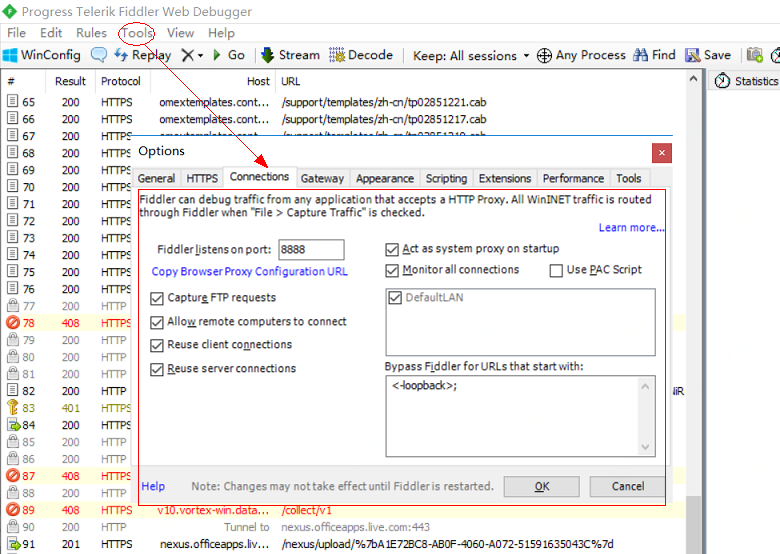 Progress Telerik Fiddler Web Debugger
File Edit Rules Tools View Help
WinConfig Replay Go Stream Decode Keep: All sessions Any Process Find Save
# Result Protocol Host URL Statistics
65 200 HTTPS omextemplates.cont... /support/templates/zh-cn/tp02851221.cab
66 200 HTTPS omextemplates.cont... /support/templates/zh-cn/tp02851217.cab
67 200 HTTPS omextemplates.cont... /support/templates/zh-cn/tp02851219.cab
68 200 HTTPS
Options
69 200 HTTPS
70 200 HTTPS
General HTTPS Connections Gateway Appearance Scripting Extensions Performance Tools
71 200 HTTPS
Fiddler can debug traffic from any application that accepts a HTTP Proxy. All WinINET traffic is routed
through Fiddler when "File > Capture Traffic" is checked.
72 200 HTTPS
Learn more...
73 200 HTTPS
Fiddler listens on port: 8888
Act as system proxy on startup
74 200 HTTPS
75 200 HTTPS
Copy Browser Proxy Configuration URL
Monitor all connections Use PAC Script
76 200 HTTPS
Capture FTP requests
DefaultLAN
77 200 HTTP
78 408 HTTPS
Allow remote computers to connect
79 200 HTTP
Reuse client connections
80 200 HTTP
81 200 HTTP
Reuse server connections
Bypass Fiddler for URLs that start with:
<-loopback>;
82 200 HTTPS iR
83 401 HTTP
84 200 HTTPS
85 200 HTTP
86 200 HTTP
87 408 HTTPS
88 200 HTTP
Help Note: Changes may not take effect until Fiddler is restarted. OK Cancel
89 408 HTTPS v10.vortex-win.data... /collect/v1
90 200 HTTP Tunnel to nexus.officeapps.live.com:443
91 201 HTTPS nexus.officeapps.liv... /nexus/upload/%7bA1E72BC8-AB0F-4060-A072-51591635043C%7d